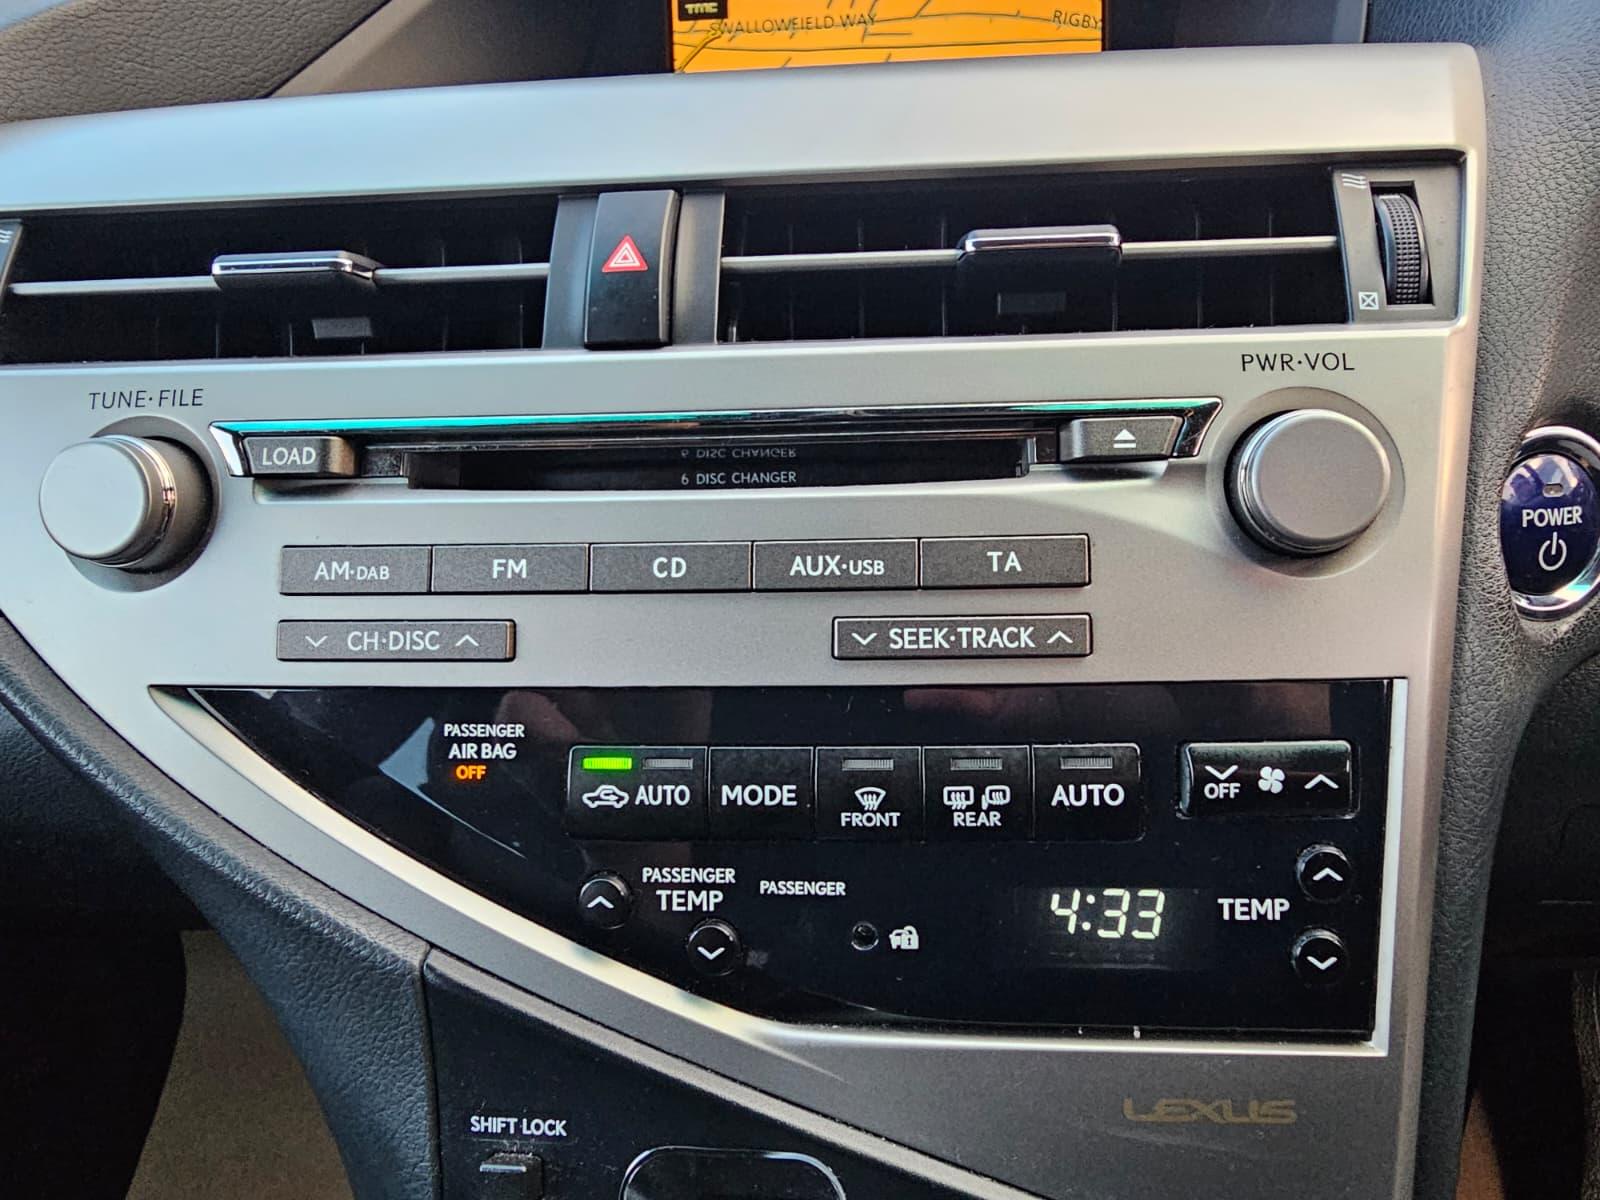 TMC
SWALLOWFIELD WAY
RIGBY
PWR·VOL
TUNE·FILE
LOAD
6 DISC CHANGER
6 DISC CHANGER
POWER
AM·DAB
FM
CD
AUX·USB
TA
CH·DISC
SEEK·TRACK
PASSENGER
AIR BAG
OFF
AUTO
MODE
FRONT
REAR
AUTO
OFF
PASSENGER
TEMP
PASSENGER
4:33
TEMP
LEXUS
SHIFT LOCK